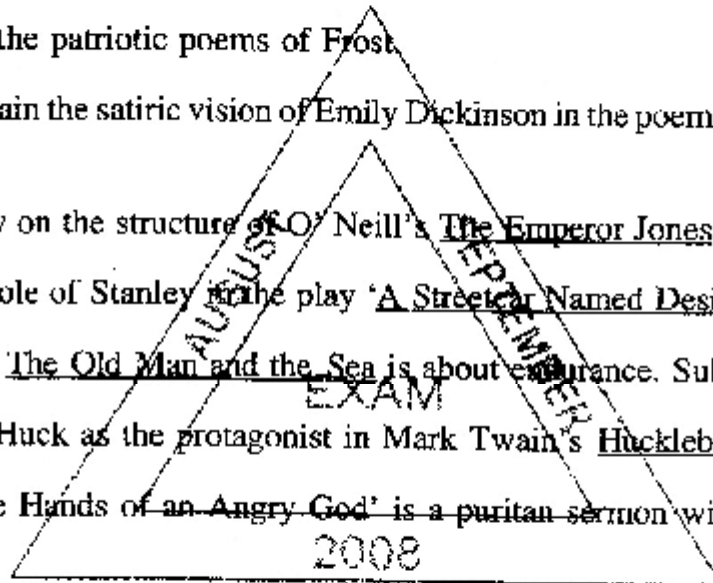 the patriotic poems of Frost.
ain the satiric vision of Emily Dickinson in the poem
y on the structure of O' Neill's The Emperor Jones
ole of Stanley in the play 'A Streetcar Named Desi
The Old Man and the Sea is about endurance. Sul
Huck as the protagonist in Mark Twain's Huckleb
e Hands of an Angry God' is a puritan sermon wi
AUGUST
EPTEMBER
EXAM
2008